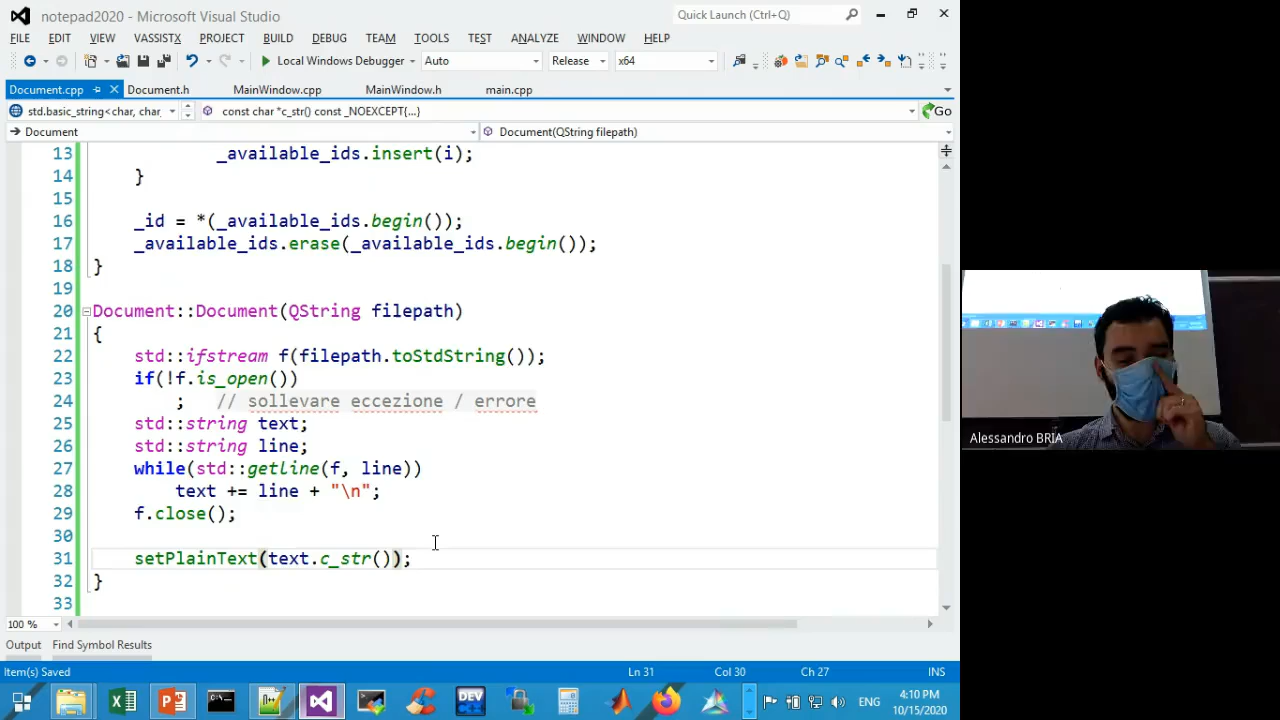 notepad2020 - Microsoft Visual Studio
Quick Launch (Ctrl+Q)
FILE EDIT VIEW VASSISTX PROJECT BUILD DEBUG TEAM TOOLS TEST ANALYZE WINDOW HELP
Local Windows Debugger Auto Release x64
Document.cpp Document.h MainWindow.cpp MainWindow.h main.cpp
std.basic_string<char, char_ const char *c_str() const _NOEXCEPT{...} Go
Document Document(QString filepath)
13 _available_ids.insert(i);
14 }
15
16 _id = *(_available_ids.begin());
17 _available_ids.erase(_available_ids.begin());
18 }
19
20 Document::Document(QString filepath)
21 {
22 std::ifstream f(filepath.toStdString());
23 if(!f.is_open())
24 ; // sollevare eccezione / errore
25 std::string text;
26 std::string line;
27 while(std::getline(f, line))
28 text += line + "\n";
29 f.close();
30
31 setPlainText(text.c_str());
32 }
33
100 %
Output Find Symbol Results
Item(s) Saved Ln 31 Col 30 Ch 27 INS
DEV
ENG
4:10 PM
10/15/2020
Alessandro BRIA